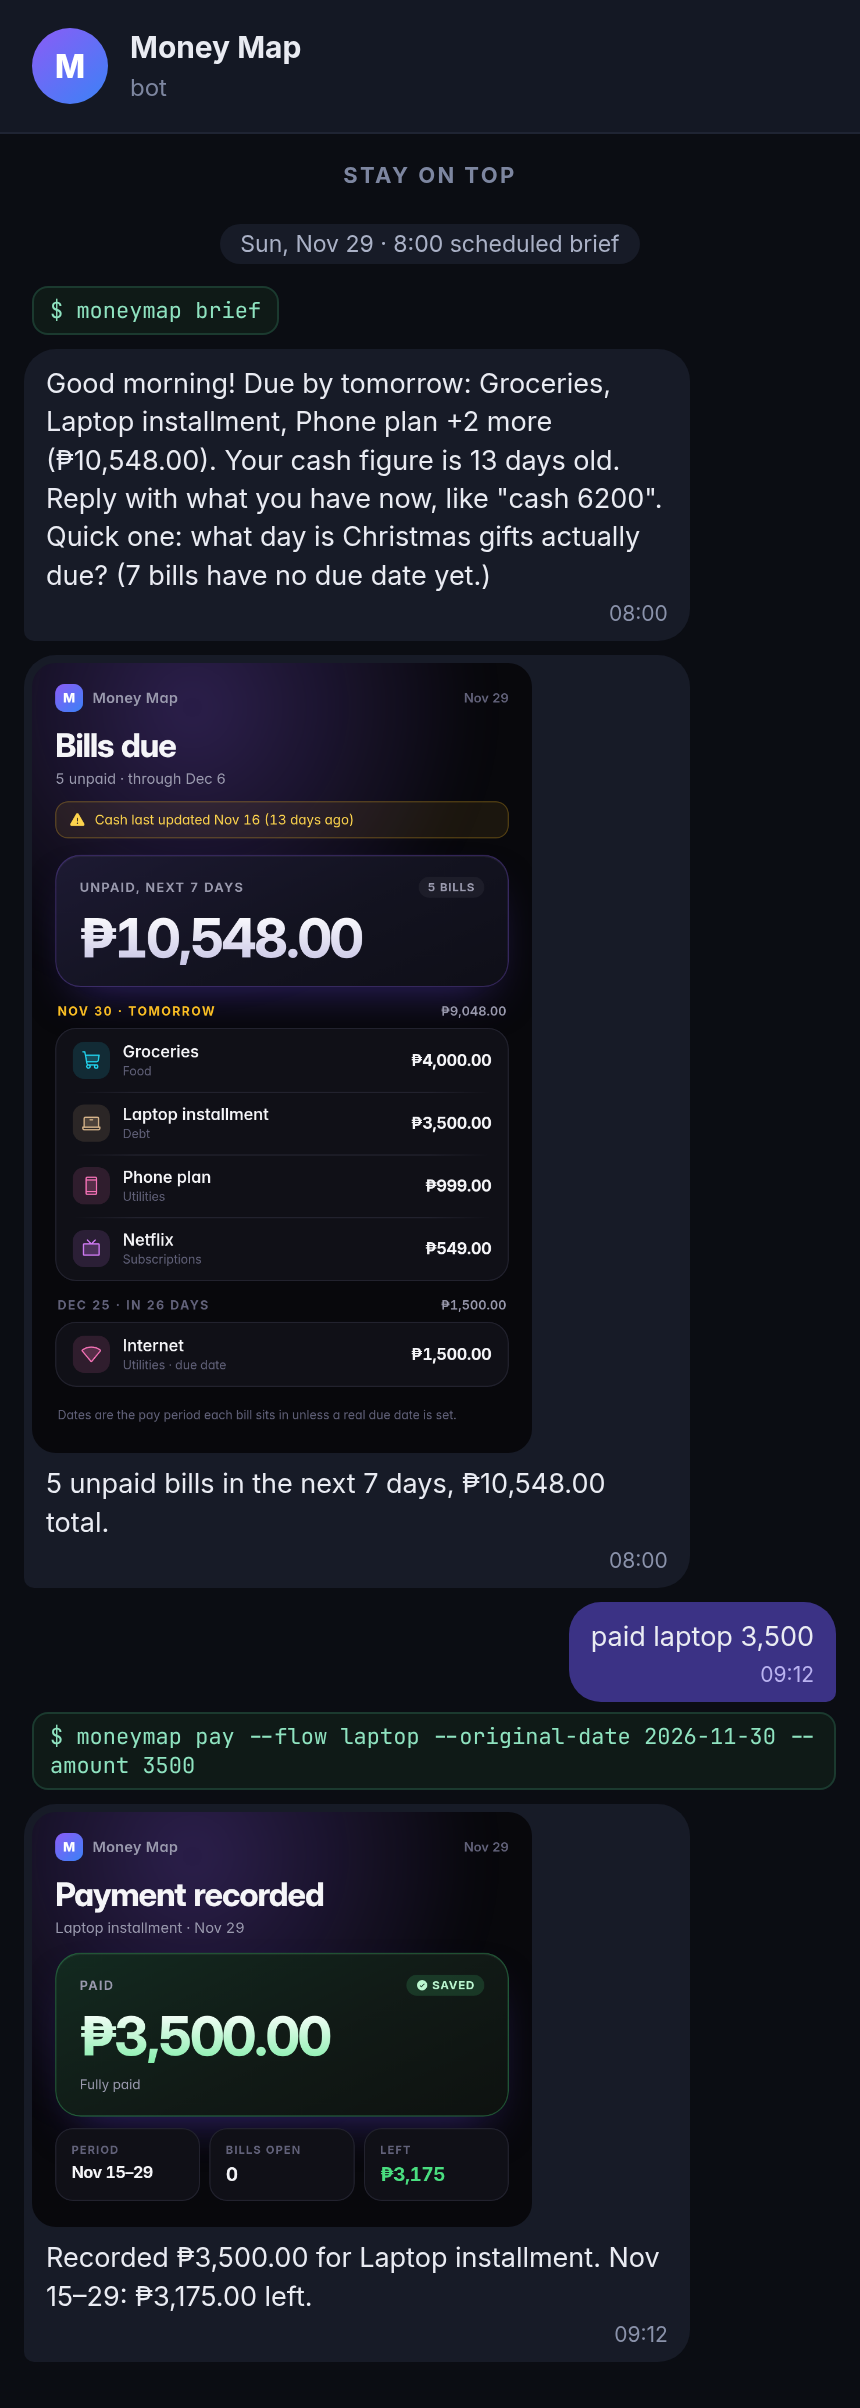 M
Money Map
bot
STAY ON TOP
Sun, Nov 29 · 8:00 scheduled brief
$ moneymap brief
Good morning! Due by tomorrow: Groceries,
Laptop installment, Phone plan +2 more
(₱10,548.00). Your cash figure is 13 days old.
Reply with what you have now, like "cash 6200".
Quick one: what day is Christmas gifts actually
due? (7 bills have no due date yet.)
08:00
M Money Map Nov 29
Bills due
5 unpaid · through Dec 6
Cash last updated Nov 16 (13 days ago)
UNPAID, NEXT 7 DAYS 5 BILLS
₱10,548.00
NOV 30 · TOMORROW ₱9,048.00
Groceries
Food
₱4,000.00
Laptop installment
Debt
₱3,500.00
Phone plan
Utilities
₱999.00
Netflix
Subscriptions
₱549.00
DEC 25 · IN 26 DAYS ₱1,500.00
Internet
Utilities · due date
₱1,500.00
Dates are the pay period each bill sits in unless a real due date is set.
5 unpaid bills in the next 7 days, ₱10,548.00
total.
08:00
paid laptop 3,500
09:12
$ moneymap pay --flow laptop --original-date 2026-11-30 --
amount 3500
M Money Map Nov 29
Payment recorded
Laptop installment · Nov 29
PAID SAVED
₱3,500.00
Fully paid
PERIOD
Nov 15–29
BILLS OPEN
0
LEFT
₱3,175
Recorded ₱3,500.00 for Laptop installment. Nov
15–29: ₱3,175.00 left.
09:12